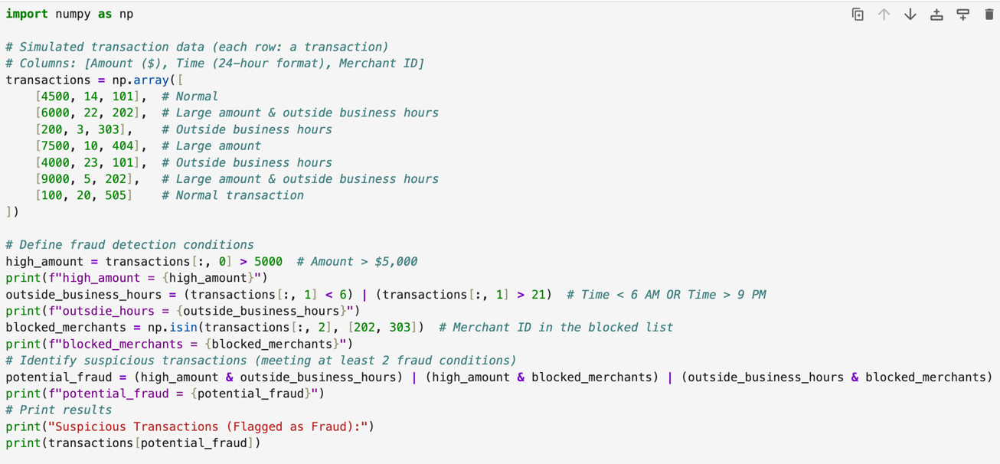 import numpy as np
# Simulated transaction data (each row: a transaction)
# Columns: [Amount ($), Time (24-hour format), Merchant ID]
transactions = np.array([
    [4500, 14, 101],  # Normal
    [6000, 22, 202],  # Large amount & outside business hours
    [200, 3, 303],    # Outside business hours
    [7500, 10, 404],  # Large amount
    [4000, 23, 101],  # Outside business hours
    [9000, 5, 202],   # Large amount & outside business hours
    [100, 20, 505]    # Normal transaction
])
# Define fraud detection conditions
high_amount = transactions[:, 0] > 5000  # Amount > $5,000
print(f"high_amount = {high_amount}")
outside_business_hours = (transactions[:, 1] < 6) | (transactions[:, 1] > 21)  # Time < 6 AM OR Time > 9 PM
print(f"outsdie_hours = {outside_business_hours}")
blocked_merchants = np.isin(transactions[:, 2], [202, 303])  # Merchant ID in the blocked list
print(f"blocked_merchants = {blocked_merchants}")
# Identify suspicious transactions (meeting at least 2 fraud conditions)
potential_fraud = (high_amount & outside_business_hours) | (high_amount & blocked_merchants) | (outside_business_hours & blocked_merchants)
print(f"potential_fraud = {potential_fraud}")
# Print results
print("Suspicious Transactions (Flagged as Fraud):")
print(transactions[potential_fraud])